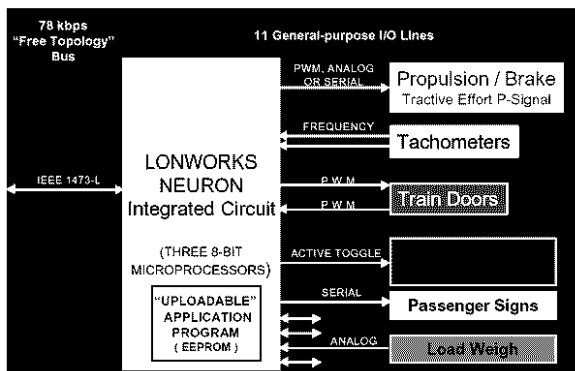 78 kbps
"Free Topology"
Bus
11 General-purpose I/O Lines
PWM, ANALOG
OR SERIAL
Propulsion / Brake
Tractive Effort P-Signal
FREQUENCY
Tachometers
LONWORKS
NEURON
Integrated Circuit
IEEE 1473-L
P W M
P W M
Train Doors
(THREE 8-BIT
MICROPROCESSORS)
ACTIVE TOGGLE
SERIAL
Passenger Signs
"UPLOADABLE"
APPLICATION
PROGRAM
( EEPROM )
ANALOG
Load Weigh